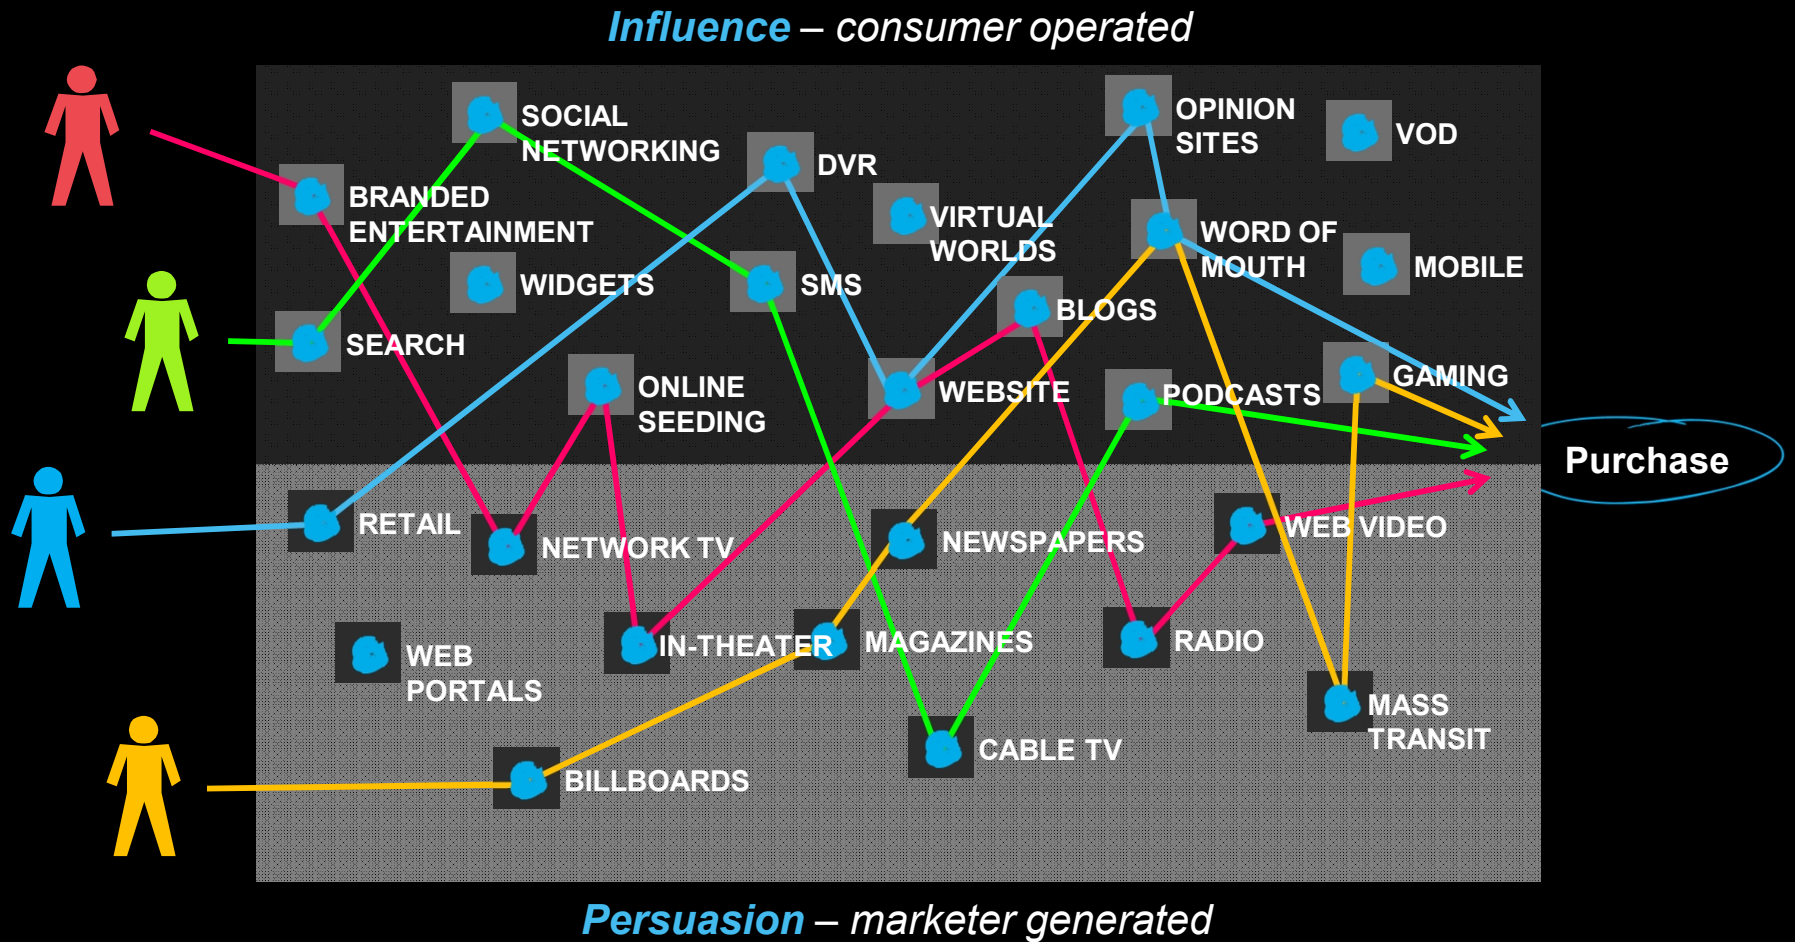 Influence – consumer operated
SOCIAL
NETWORKING
OPINION
SITES
VOD
DVR
BRANDED
ENTERTAINMENT
VIRTUAL
WORLDS
WORD OF
MOUTH
MOBILE
WIDGETS
SMS
BLOGS
SEARCH
ONLINE
SEEDING
WEBSITE
PODCASTS
GAMING
Purchase
RETAIL
NETWORK TV
NEWSPAPERS
WEB VIDEO
WEB
PORTALS
IN-THEATER
MAGAZINES
RADIO
MASS
TRANSIT
CABLE TV
BILLBOARDS
Persuasion – marketer generated